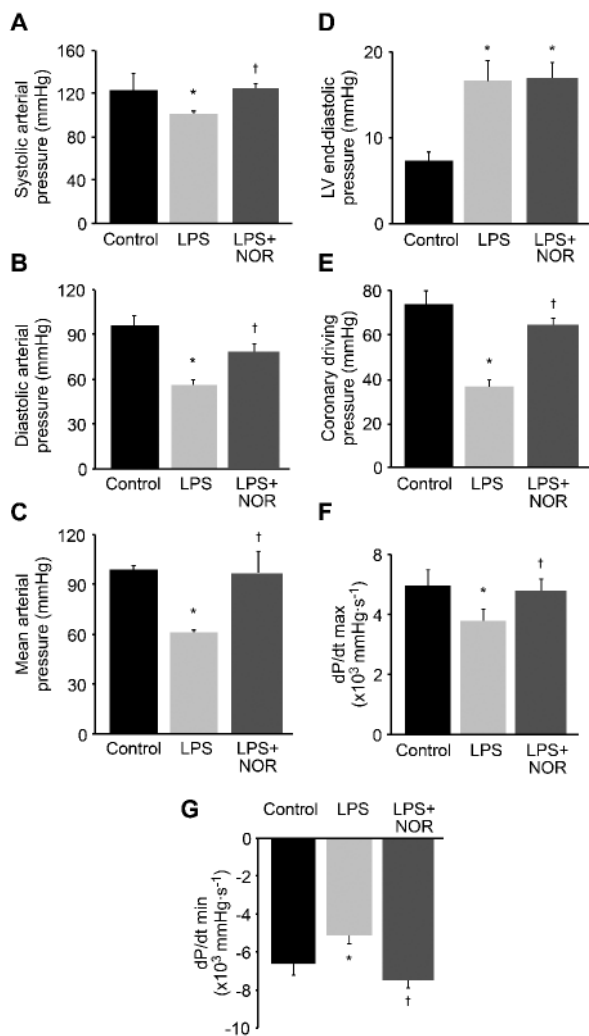 A
Systolic arterial
pressure (mmHg)
160
120
80
40
0
*
†
Control
LPS
LPS+
NOR
D
LV end-diastolic
pressure (mmHg)
20
10
0
*
*
Control
LPS
LPS+
NOR
B
Diastolic arterial
pressure (mmHg)
120
90
60
30
0
*
†
Control
LPS
LPS+
NOR
E
Coronary driving
pressure (mmHg)
80
60
40
20
0
*
†
Control
LPS
LPS+
NOR
C
Mean arterial
pressure (mmHg)
120
90
60
30
0
*
†
Control
LPS
LPS+
NOR
F
dP/dt max
(x10³ mmHg·s⁻¹)
8
4
0
*
†
Control
LPS
LPS+
NOR
G
Control
LPS
LPS+
NOR
dP/dt min
(x10³ mmHg·s⁻¹)
0
-2
-4
-6
-8
-10
*
†